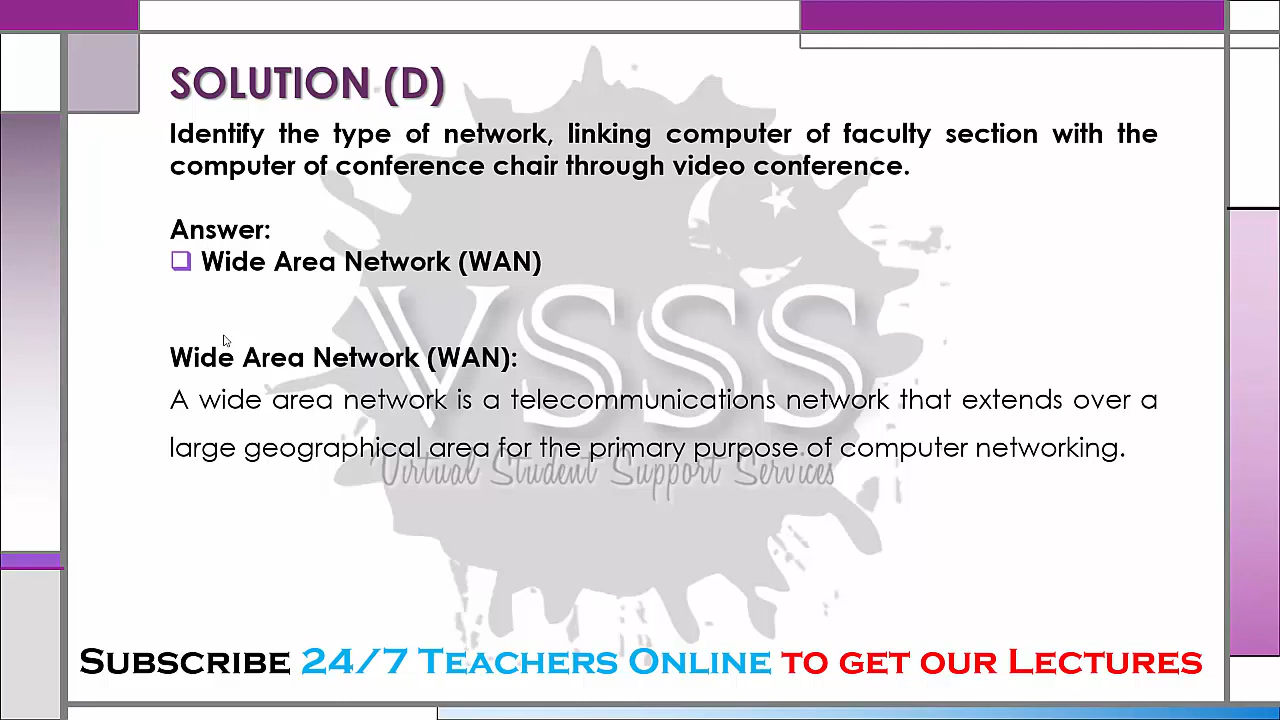 SOLUTION (D)
Identify the type of network, linking computer of faculty section with the
computer of conference chair through video conference.
Answer:
❑ Wide Area Network (WAN)
VSSS
Wide Area Network (WAN):
A wide area network is a telecommunications network that extends over a
large geographical area for the primary purpose of computer networking.
Virtual Student Support Services
SUBSCRIBE 24/7 TEACHERS ONLINE TO GET OUR LECTURES